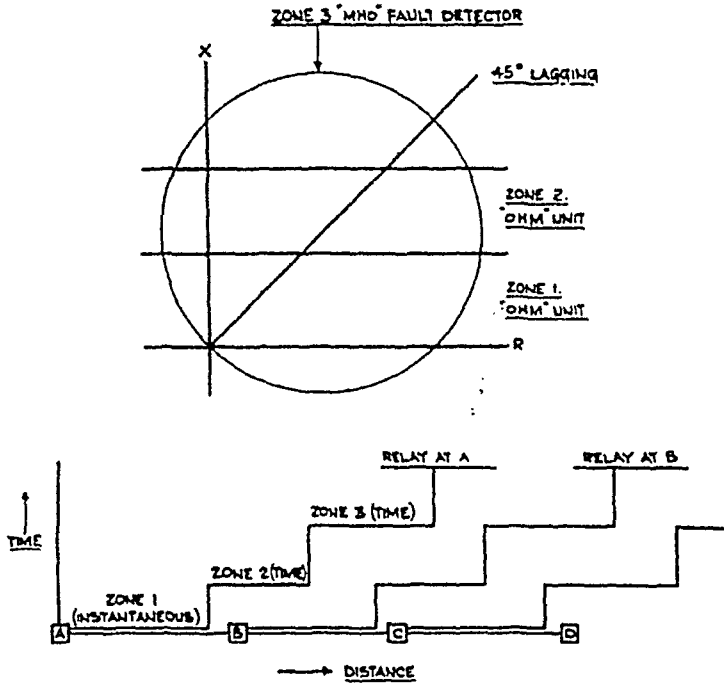 ZONE 3 "MHO" FAULT DETECTOR
X
45° LAGGING
ZONE 2.
"OHM" UNIT
ZONE 1.
"OHM" UNIT
R
RELAY AT A
RELAY AT B
ZONE 3 (TIME)
TIME
ZONE 2 (TIME)
ZONE 1
(INSTANTANEOUS)
A
B
C
D
DISTANCE